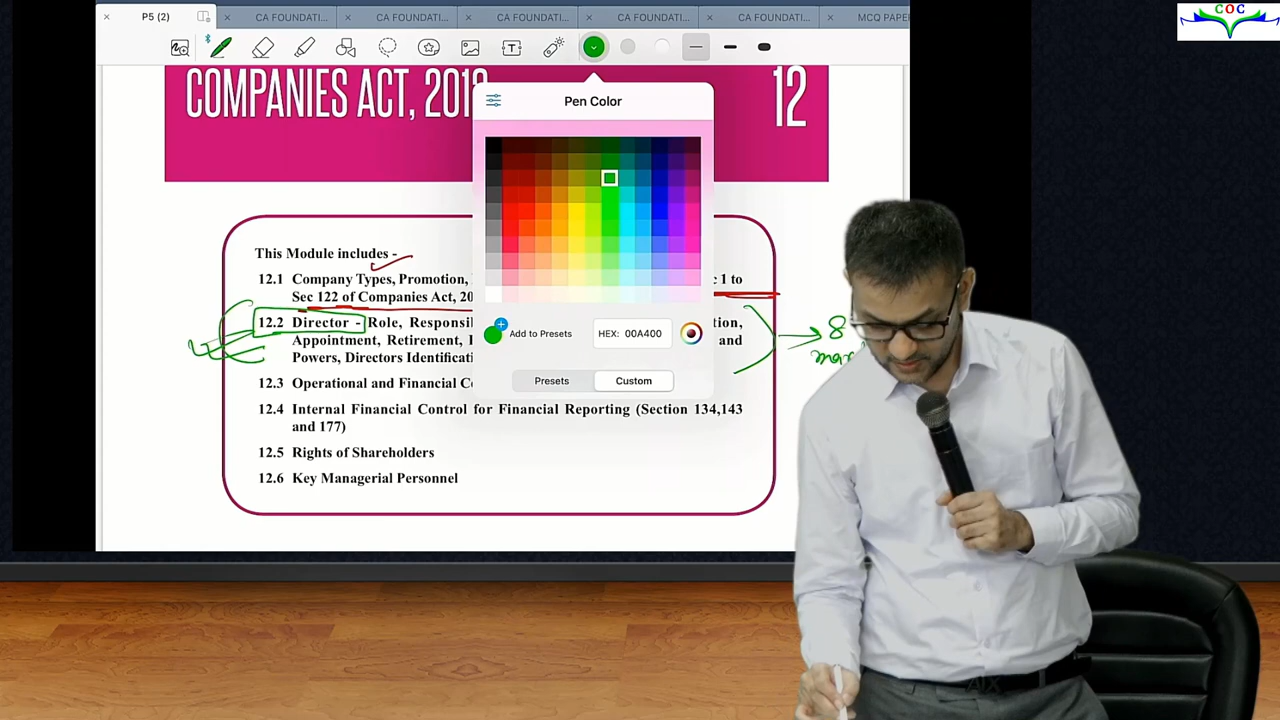 COC
P5 (2)
CA FOUNDATI...
CA FOUNDATI...
CA FOUNDATI...
CA FOUNDATI...
CA FOUNDATI...
MCQ PAPE
COMPANIES ACT, 201
12
Pen Color
This Module includes -
12.1 Company Types, Promotion, 1 to
Sec 122 of Companies Act, 20
12.2 Director - Role, Responsi tion,
Appointment, Retirement, and
Powers, Directors Identificati
12.3 Operational and Financial Co
12.4 Internal Financial Control for Financial Reporting (Section 134,143
and 177)
12.5 Rights of Shareholders
12.6 Key Managerial Personnel
Add to Presets
HEX: 00A400
Presets
Custom
8